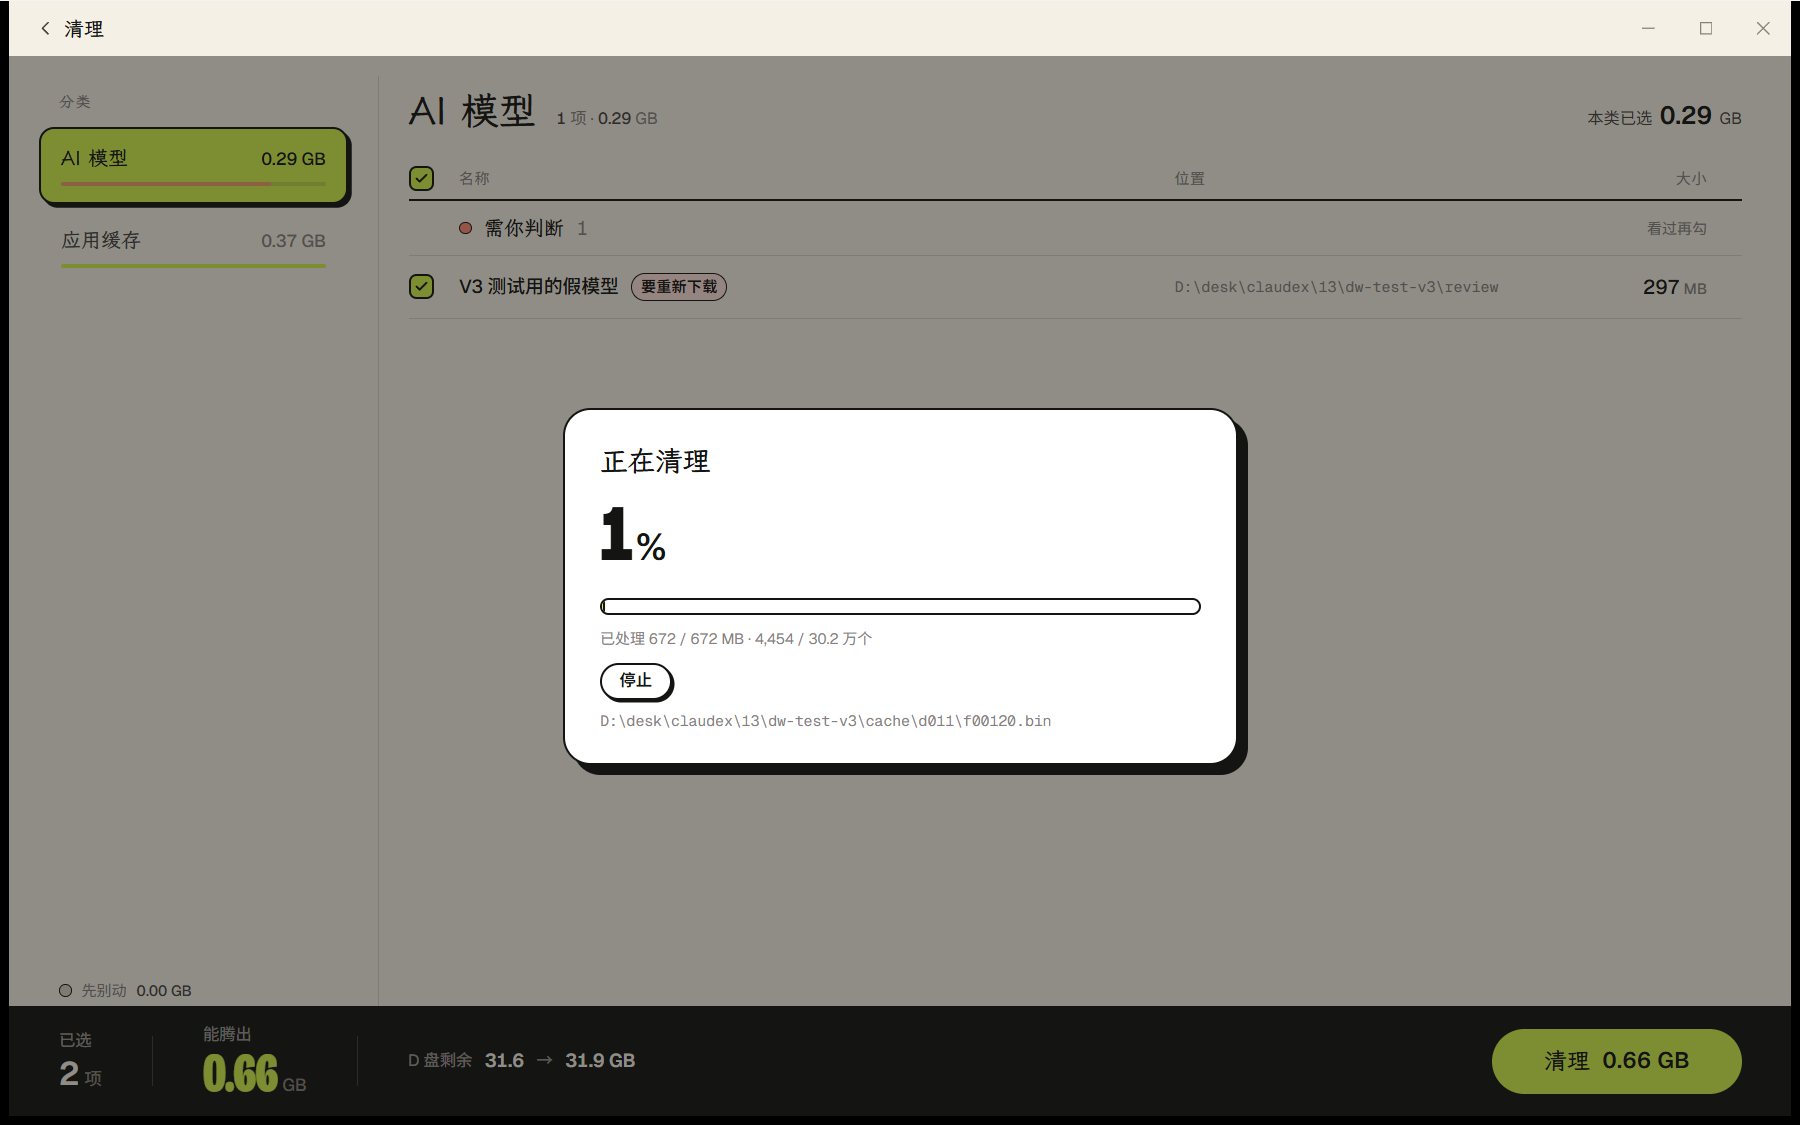 清理
分类
AI 模型 0.29 GB
应用缓存 0.37 GB
先别动 0.00 GB
AI 模型 1 项 · 0.29 GB 本类已选 0.29 GB
名称 位置 大小
需你判断 1 看过再勾
V3 测试用的假模型 要重新下载 D:\desk\claudex\13\dw-test-v3\review 297 MB
正在清理
1%
已处理 672 / 672 MB · 4,454 / 30.2 万个
停止
D:\desk\claudex\13\dw-test-v3\cache\d011\f00120.bin
已选
2 项
能腾出
0.66 GB
D 盘剩余 31.6 → 31.9 GB
清理 0.66 GB